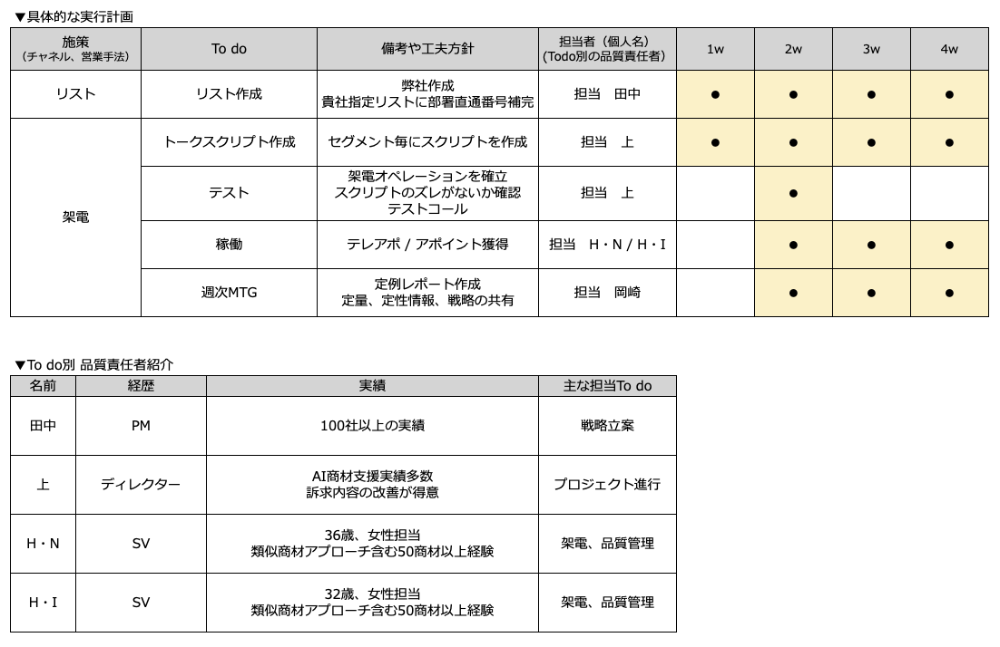 ▼具体的な実行計画
施策
（チャネル、営業手法）
To do
備考や工夫方針
担当者（個人名）
(Todo別の品質責任者)
1w
2w
3w
4w
リスト
リスト作成
弊社作成
貴社指定リストに部署直通番号補完
担当　田中
●
●
●
●
架電
トークスクリプト作成
セグメント毎にスクリプトを作成
担当　上
●
●
●
●
テスト
架電オペレーションを確立
スクリプトのズレがないか確認
テストコール
担当　上
●
稼働
テレアポ / アポイント獲得
担当　H・N / H・I
●
●
●
週次MTG
定例レポート作成
定量、定性情報、戦略の共有
担当　岡崎
●
●
●
▼To do別 品質責任者紹介
名前
経歴
実績
主な担当To do
田中
PM
100社以上の実績
戦略立案
上
ディレクター
AI商材支援実績多数
訴求内容の改善が得意
プロジェクト進行
H・N
SV
36歳、女性担当
類似商材アプローチ含む50商材以上経験
架電、品質管理
H・I
SV
32歳、女性担当
類似商材アプローチ含む50商材以上経験
架電、品質管理